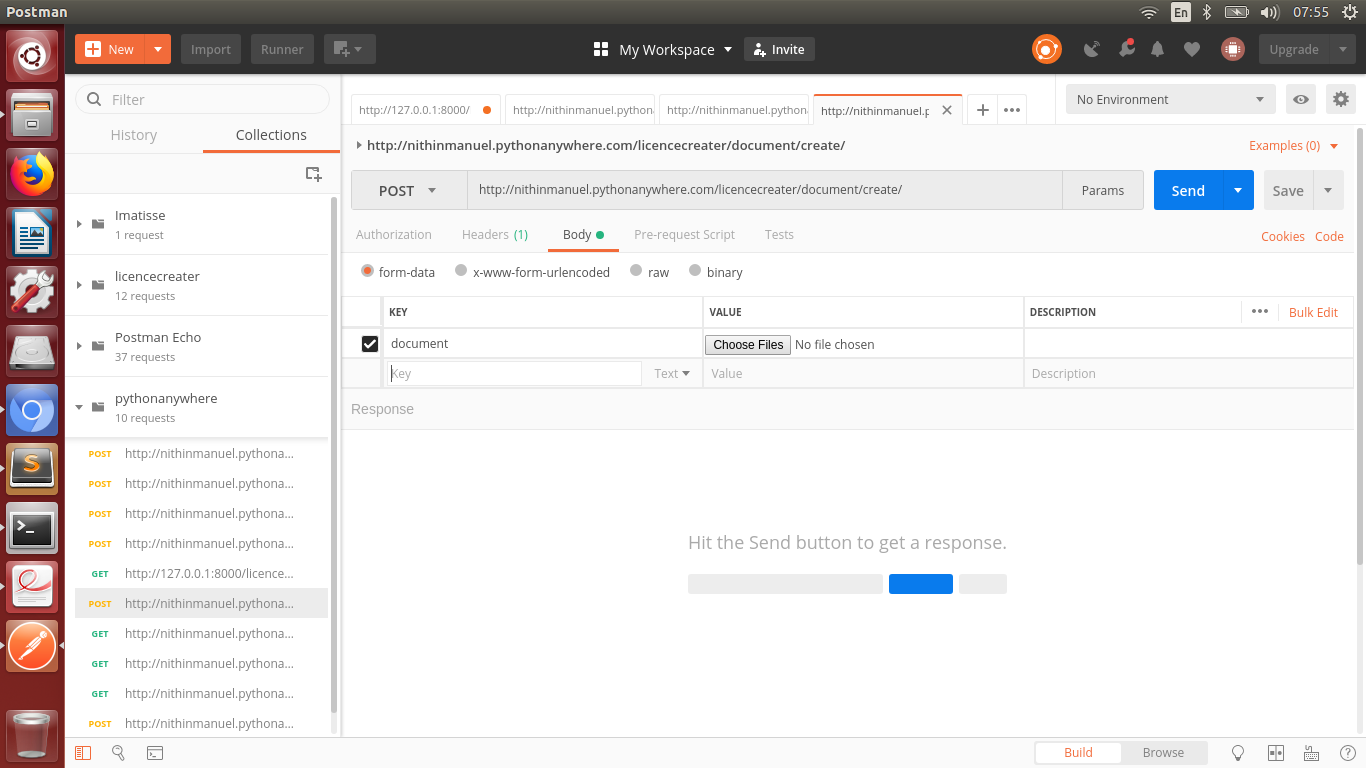 Postman
En
07:55
New
Import
Runner
My Workspace
Invite
Upgrade
Filter
History
Collections
Imatisse
1 request
licencecreater
12 requests
Postman Echo
37 requests
pythonanywhere
10 requests
POST http://nithinmanuel.pythona...
POST http://nithinmanuel.pythona...
POST http://nithinmanuel.pythona...
POST http://nithinmanuel.pythona...
GET http://127.0.0.1:8000/licence...
POST http://nithinmanuel.pythona...
GET http://nithinmanuel.pythona...
GET http://nithinmanuel.pythona...
GET http://nithinmanuel.pythona...
POST http://nithinmanuel.pythona...
http://127.0.0.1:8000/
http://nithinmanuel.python
http://nithinmanuel.python
http://nithinmanuel.p
No Environment
http://nithinmanuel.pythonanywhere.com/licencecreater/document/create/
Examples (0)
POST
http://nithinmanuel.pythonanywhere.com/licencecreater/document/create/
Params
Send
Save
Authorization
Headers (1)
Body
Pre-request Script
Tests
Cookies
Code
form-data
x-www-form-urlencoded
raw
binary
KEY
VALUE
DESCRIPTION
Bulk Edit
document
Choose Files No file chosen
Key
Text
Value
Description
Response
Hit the Send button to get a response.
Build
Browse